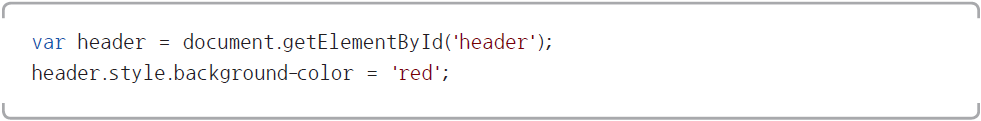 var header = document.getElementById('header');
header.style.background-color = 'red';